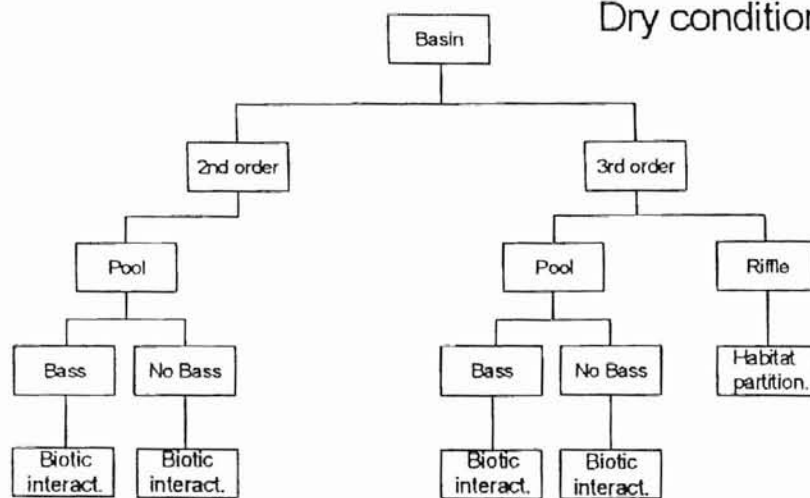 Dry condition
Basin
2nd order
3rd order
Pool
Pool
Riffle
Bass
No Bass
Bass
No Bass
Habitat
partition.
Biotic
interact.
Biotic
interact.
Biotic
interact.
Biotic
interact.